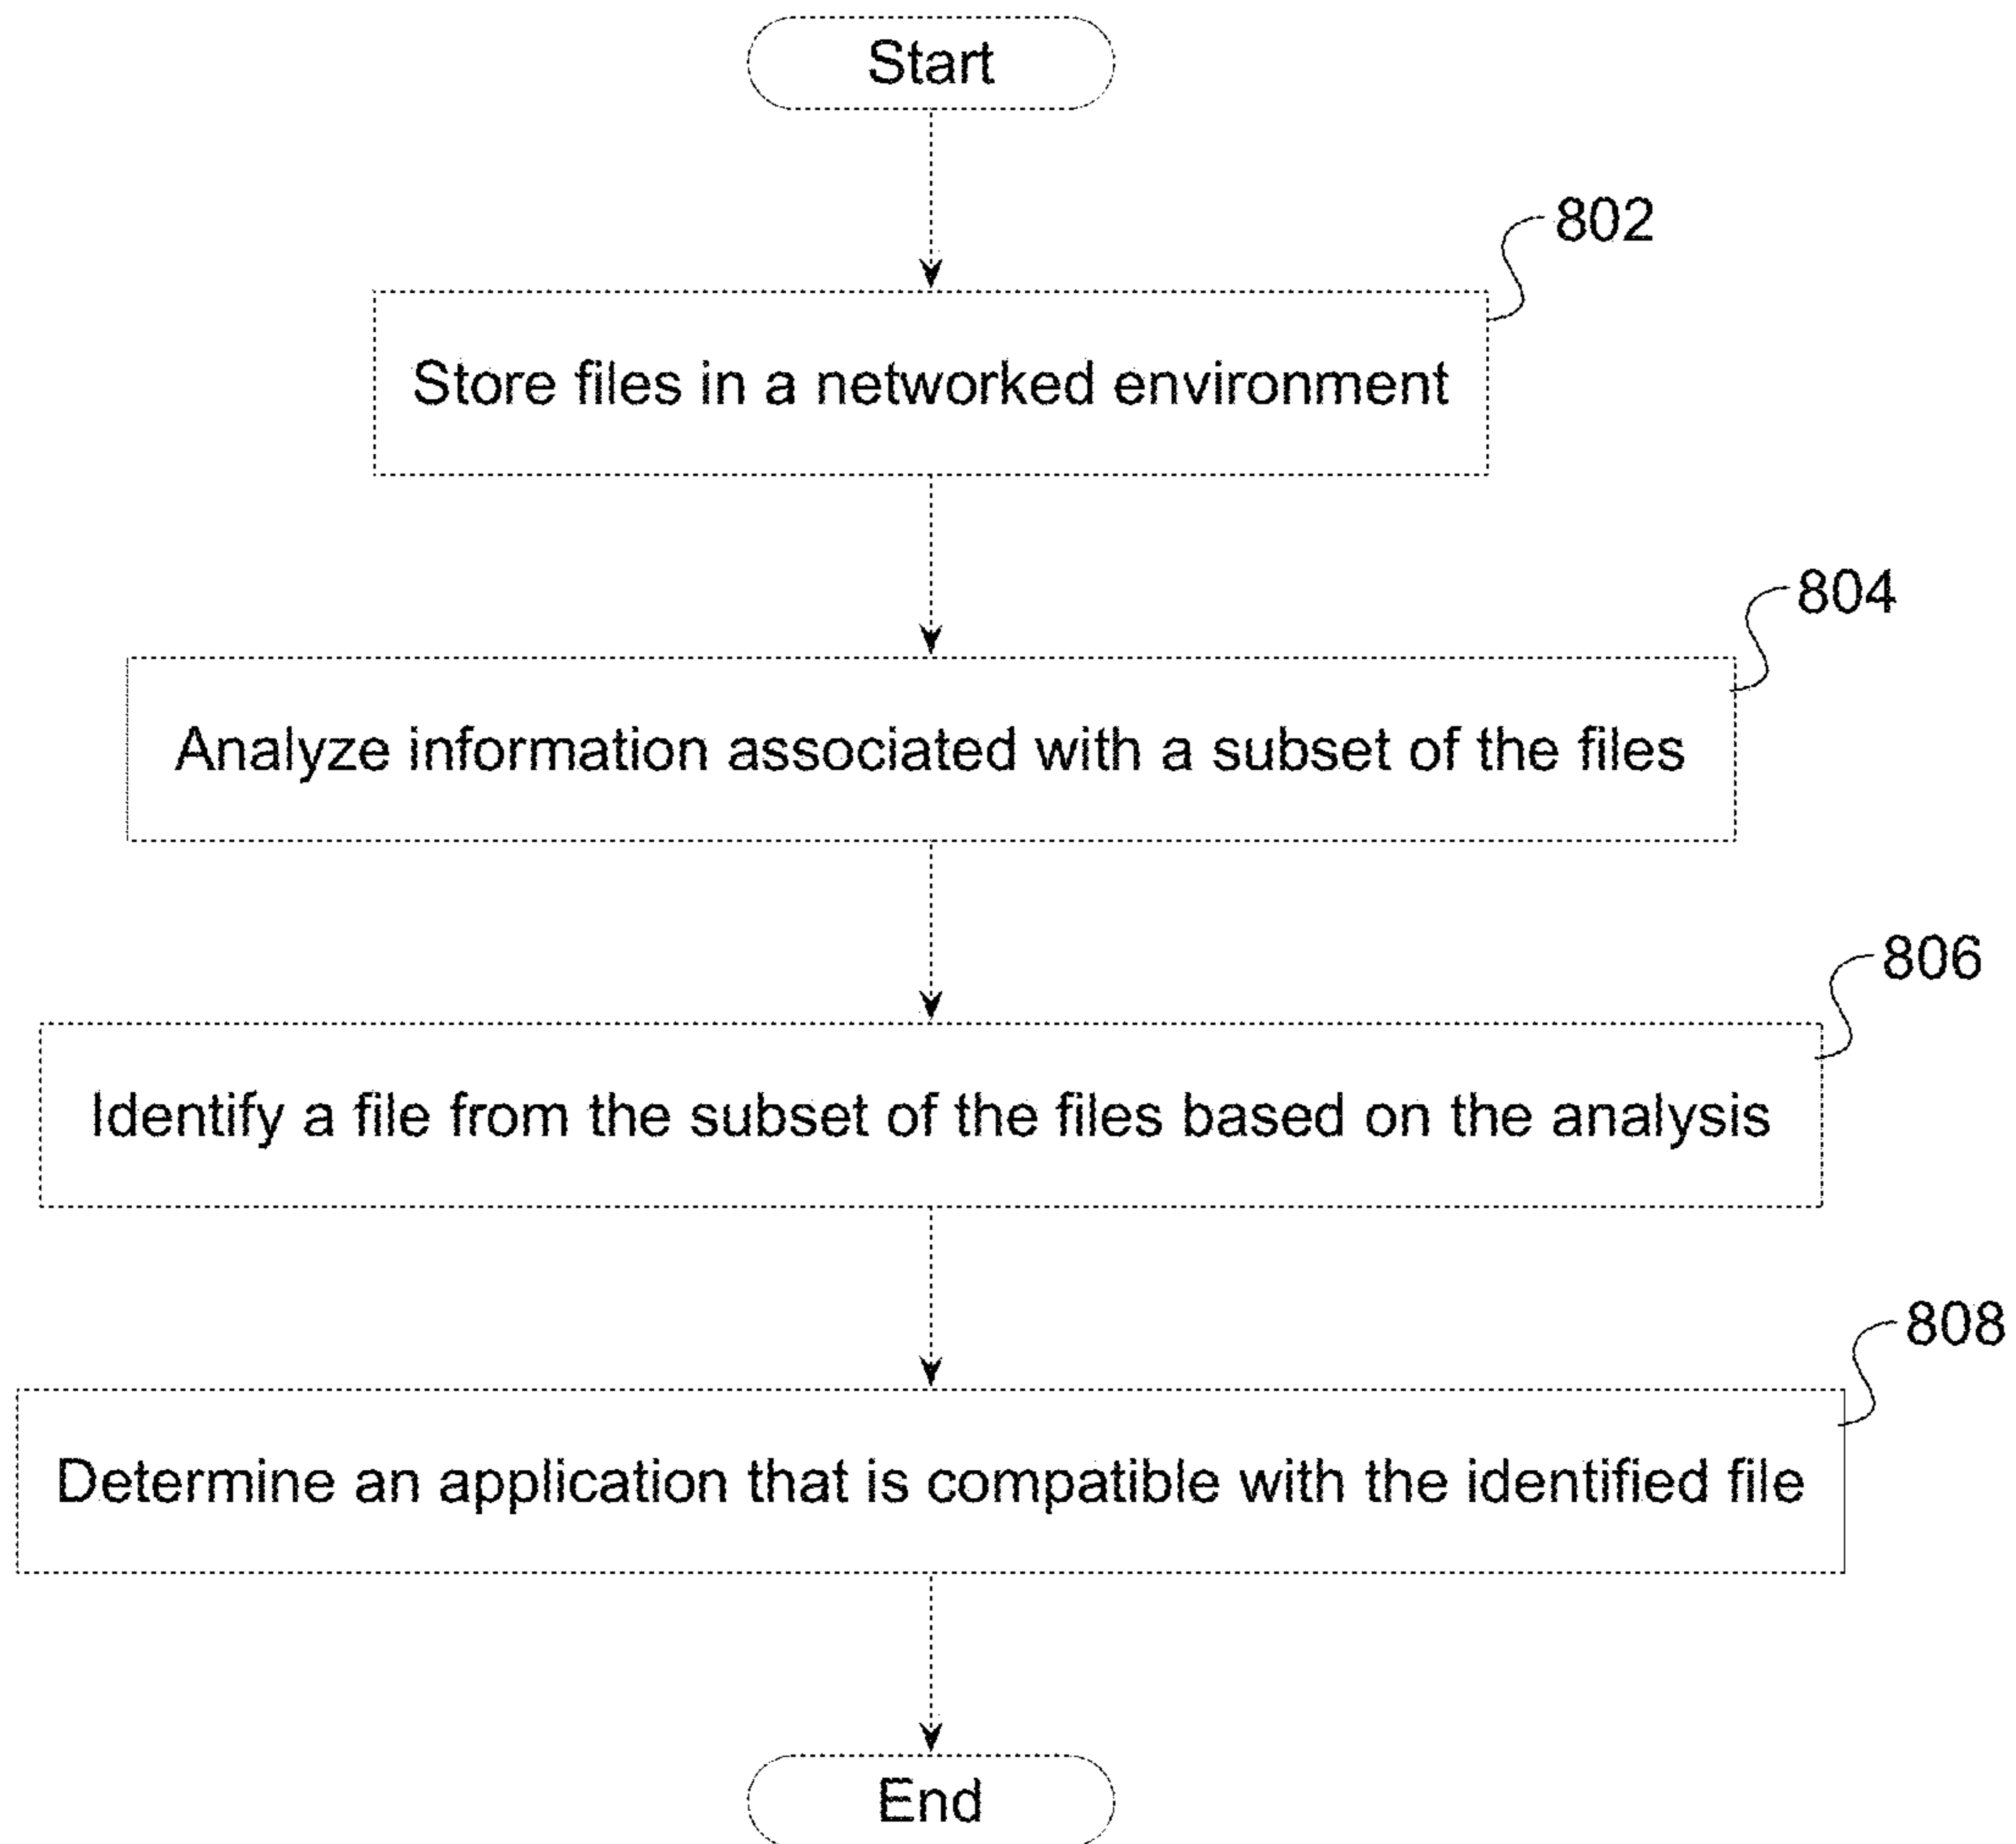 Start
802
Store files in a networked environment
804
Analyze information associated with a subset of the files
806
Identify a file from the subset of the files based on the analysis
808
Determine an application that is compatible with the identified file
End